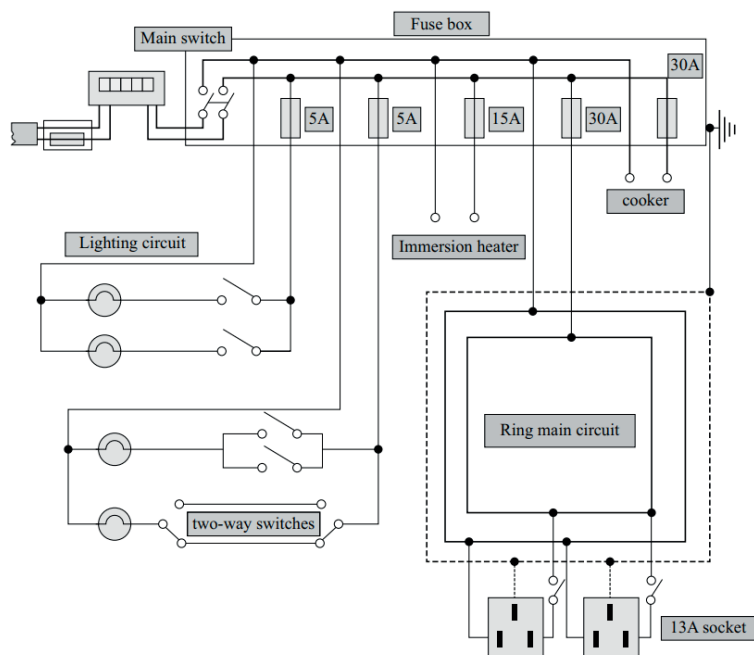 Fuse box
Main switch
30A
5A
5A
15A
30A
cooker
Lighting circuit
Immersion heater
Ring main circuit
two-way switches
13A socket